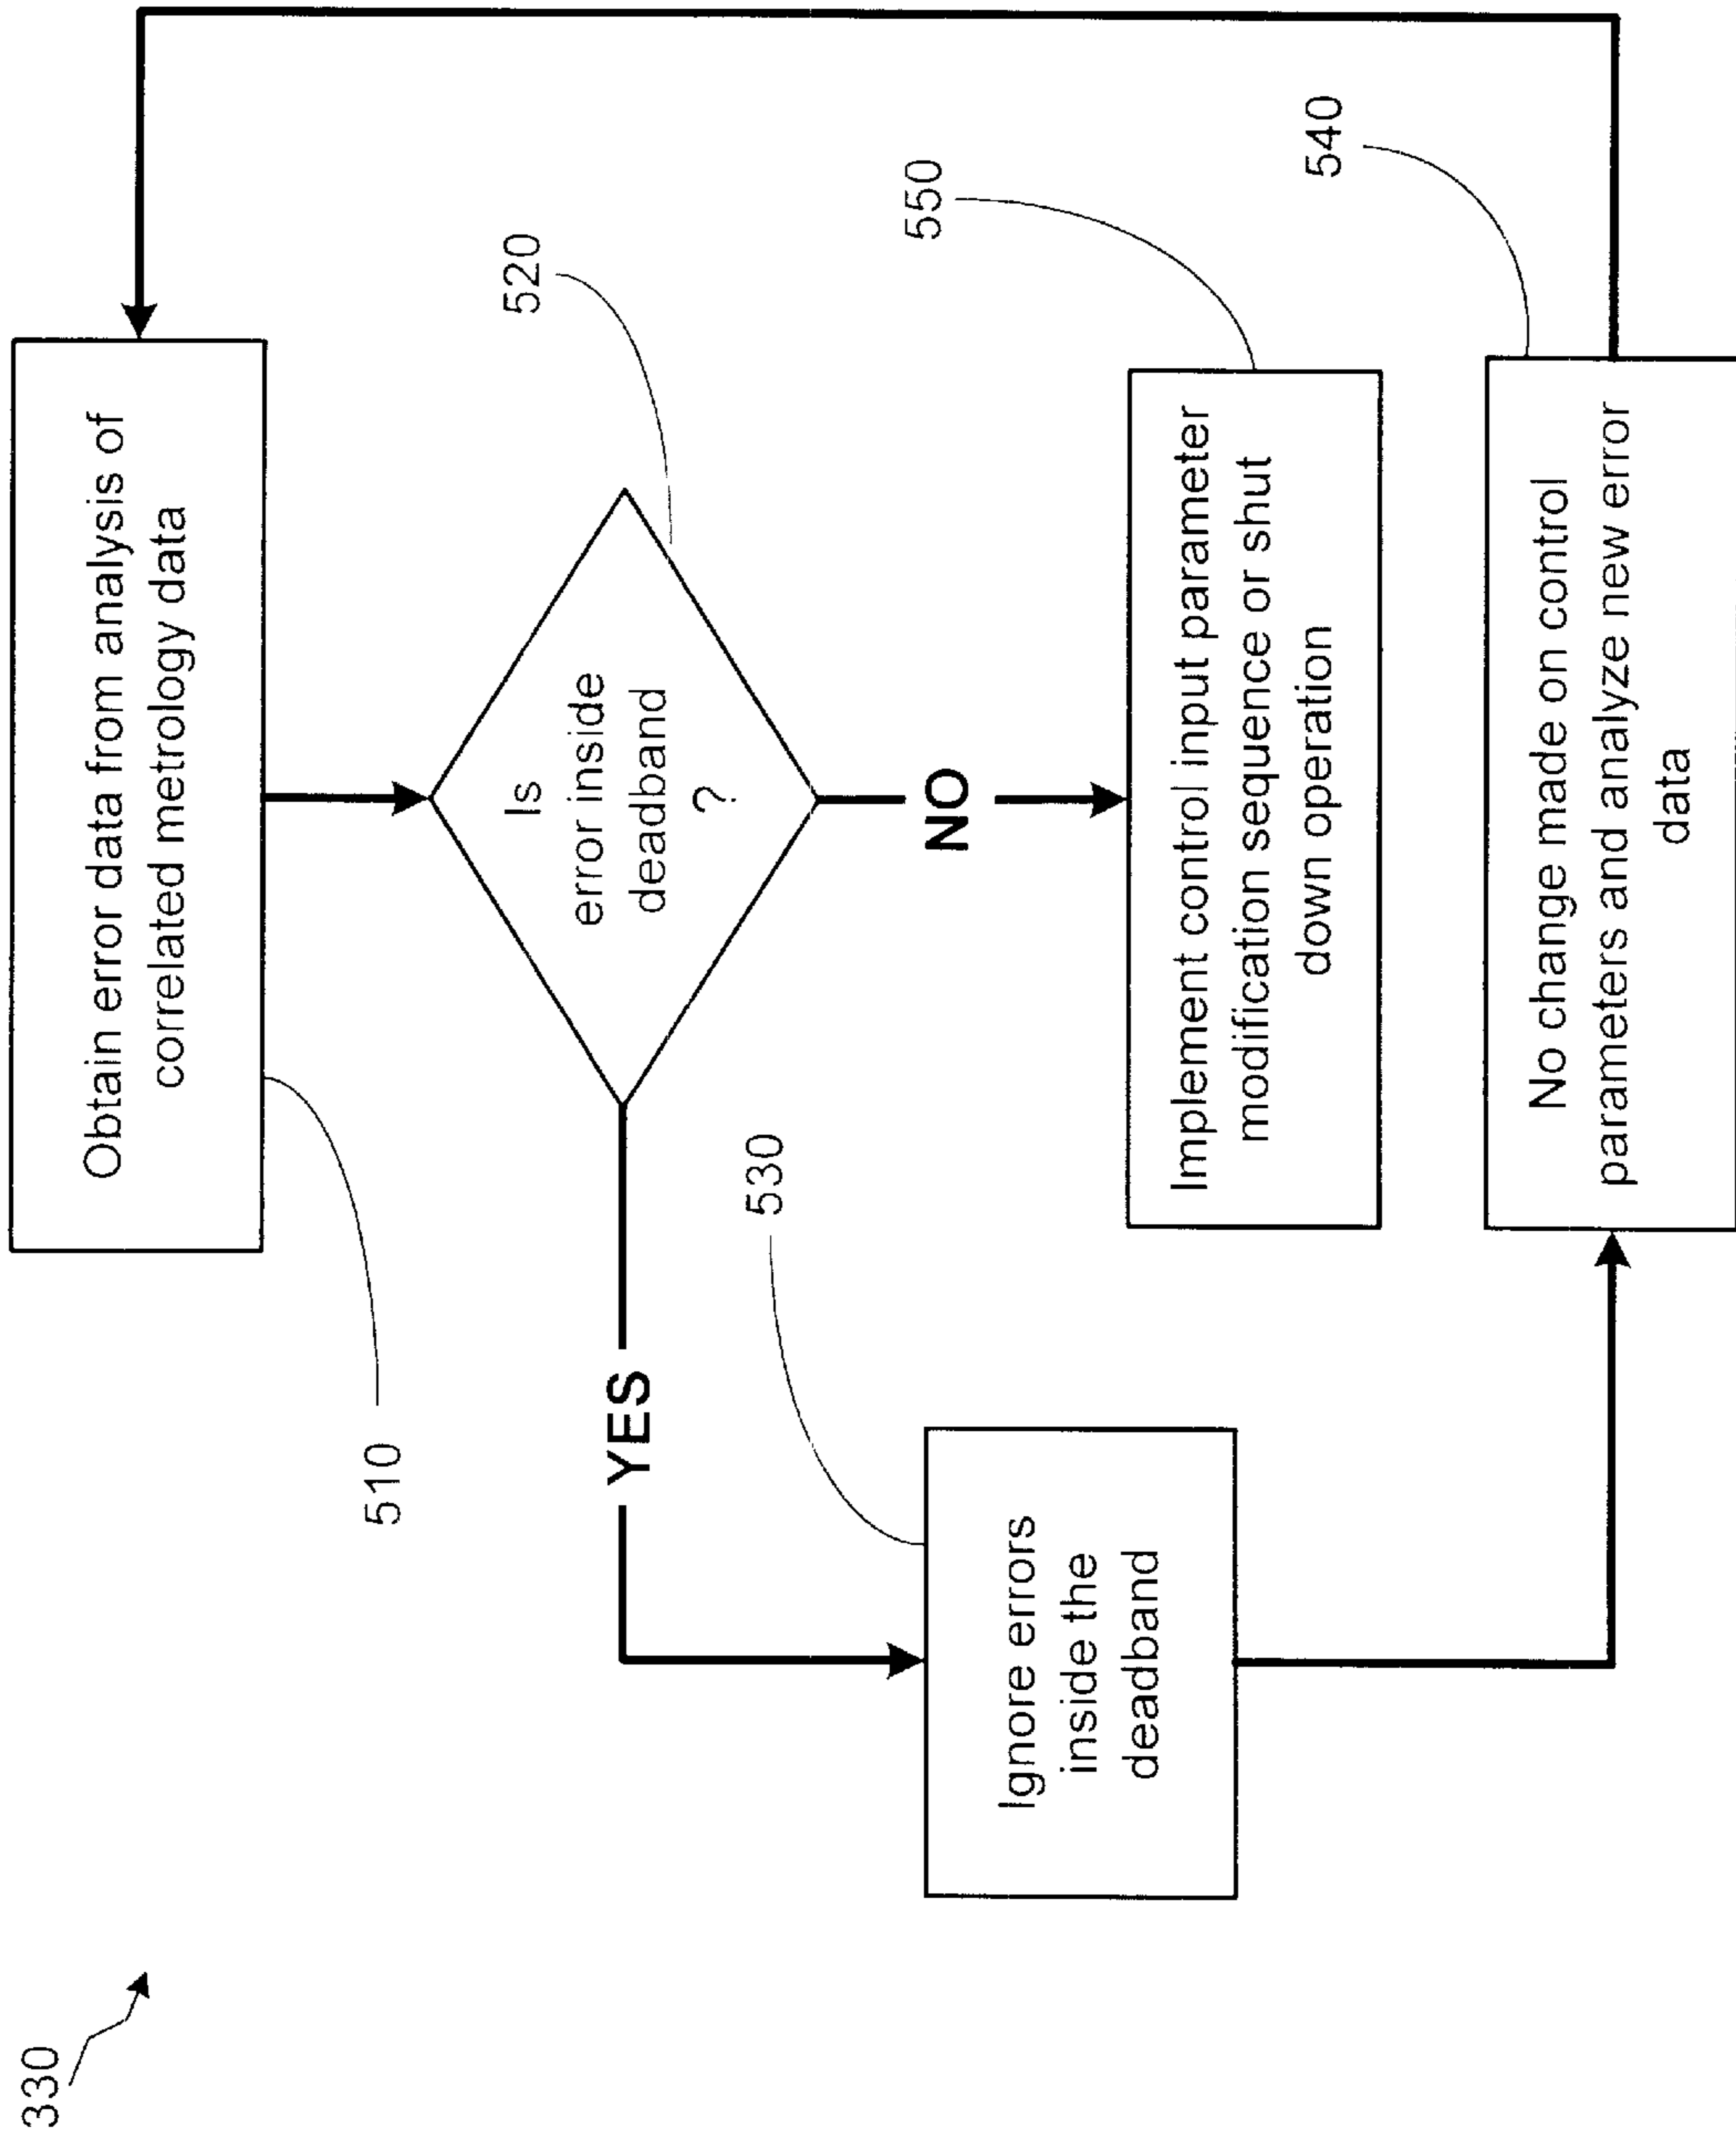 330
Obtain error data from analysis of
correlated metrology data
510
Is
error inside
deadband
?
520
YES
NO
Ignore errors
inside the
deadband
530
Implement control input parameter
modification sequence or shut
down operation
550
No change made on control
parameters and analyze new error
data
540